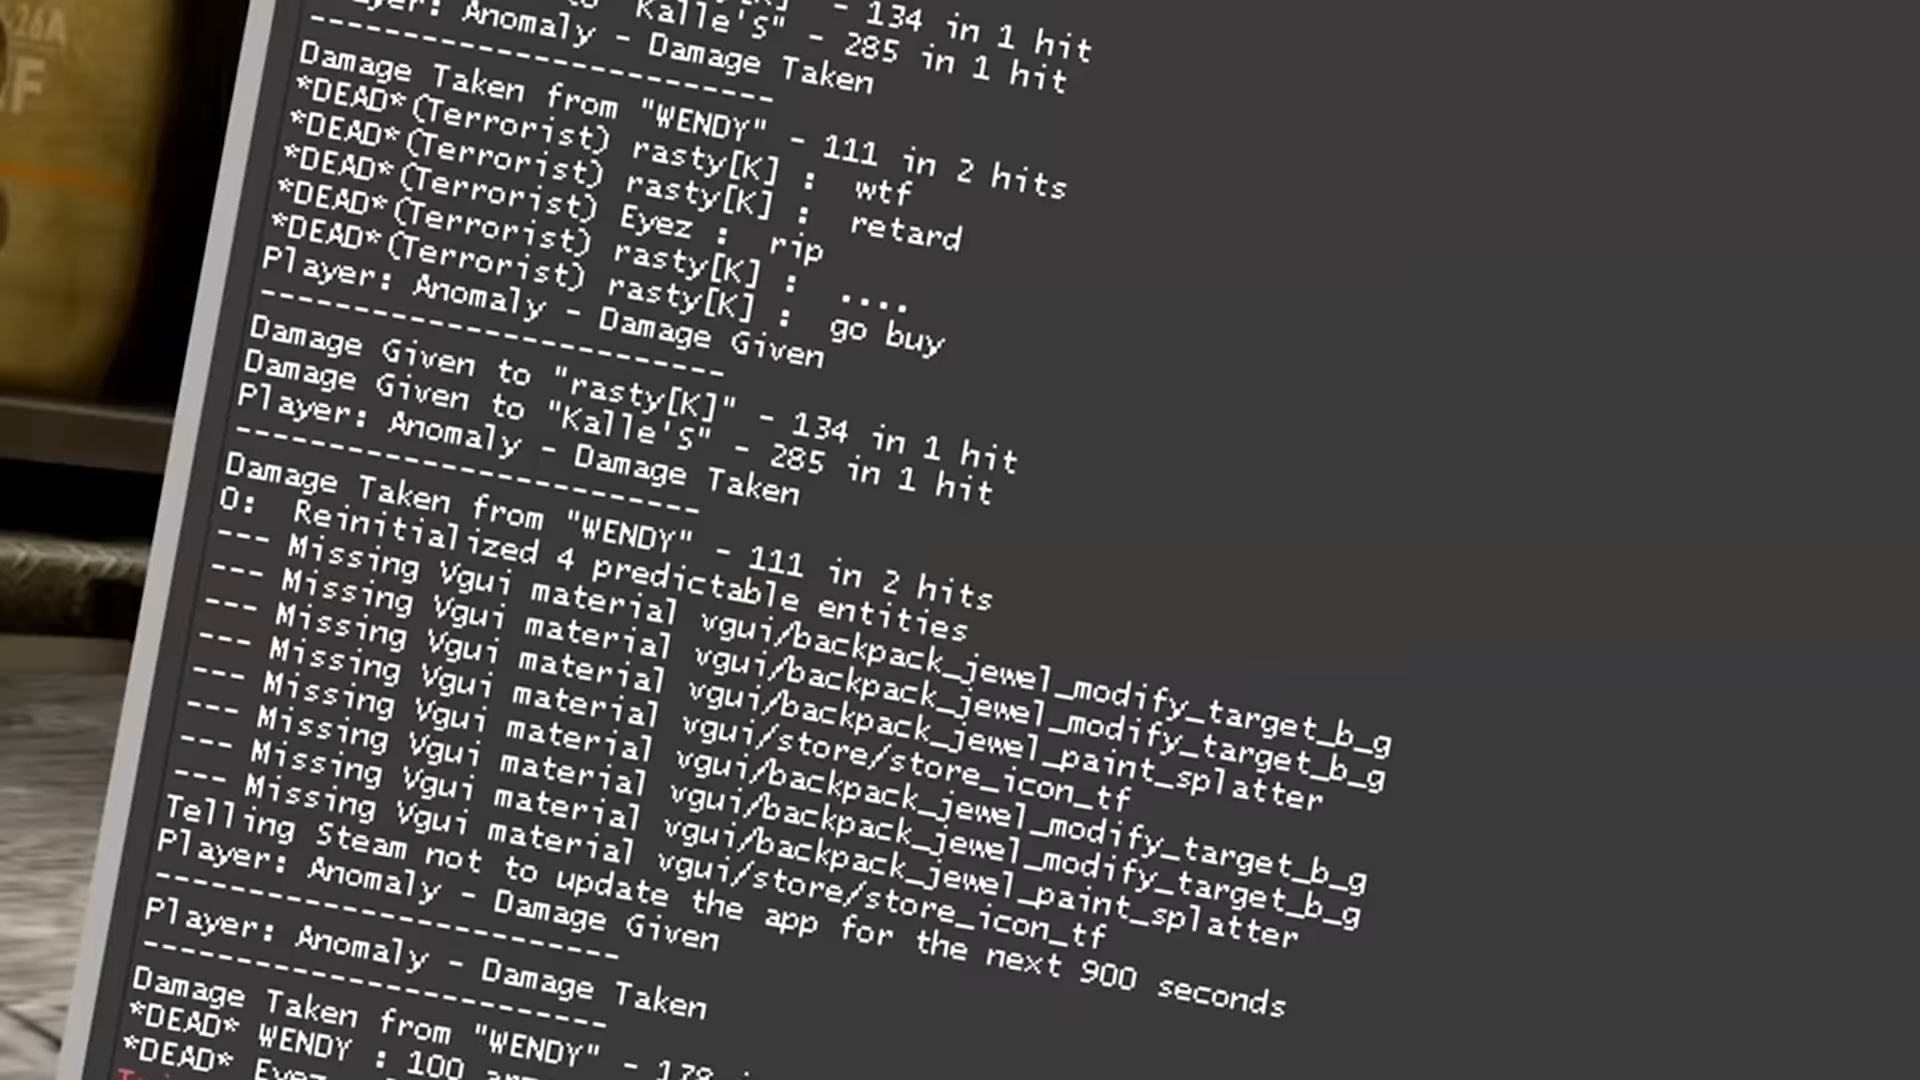 26A
F
- 134 in 1 hit
to "Kalle'S" - 285 in 1 hit
Player: Anomaly - Damage Taken
-------------------------
Damage Taken from "WENDY" - 111 in 2 hits
*DEAD*(Terrorist) rasty[K] : wtf
*DEAD*(Terrorist) rasty[K] : retard
*DEAD*(Terrorist) Eyez : rip
*DEAD*(Terrorist) rasty[K] : ....
*DEAD*(Terrorist) rasty[K] : go buy
Player: Anomaly - Damage Given
-------------------------
Damage Given to "rasty[K]" - 134 in 1 hit
Damage Given to "Kalle'S" - 285 in 1 hit
Player: Anomaly - Damage Taken
-------------------------
Damage Taken from "WENDY" - 111 in 2 hits
0: Reinitialized 4 predictable entities
--- Missing Vgui material vgui/backpack_jewel_modify_target_b_g
--- Missing Vgui material vgui/backpack_jewel_modify_target_b_g
--- Missing Vgui material vgui/backpack_jewel_paint_splatter
--- Missing Vgui material vgui/store/store_icon_tf
--- Missing Vgui material vgui/backpack_jewel_modify_target_b_g
--- Missing Vgui material vgui/backpack_jewel_modify_target_b_g
--- Missing Vgui material vgui/backpack_jewel_paint_splatter
--- Missing Vgui material vgui/store/store_icon_tf
Telling Steam not to update the app for the next 900 seconds
Player: Anomaly - Damage Given
-------------------------
Player: Anomaly - Damage Taken
-------------------------
Damage Taken from "WENDY" - 178
*DEAD* WENDY : 100
*DEAD* Eyez